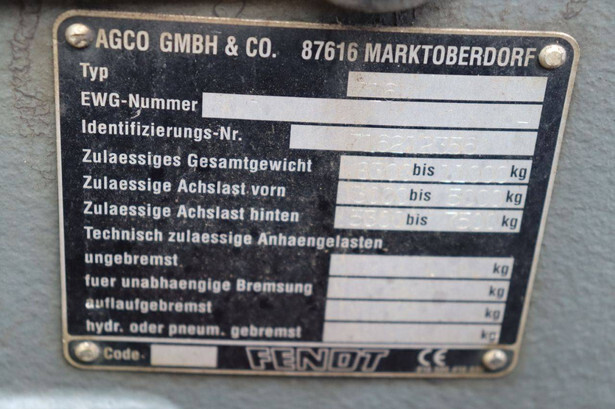 AGCO GMBH & CO. 87616 MARKTOBERDORF
Typ
EWG-Nummer
Identifizierungs-Nr.
Zulaessiges Gesamtgewicht bis kg
Zulaessige Achslast vorn bis kg
Zulaessige Achslast hinten bis kg
Technisch zulaessige Anhaengelasten
ungebremst kg
fuer unabhaengige Bremsung kg
auflaufgebremst kg
hydr. oder pneum. gebremst kg
Code- FENDT CE